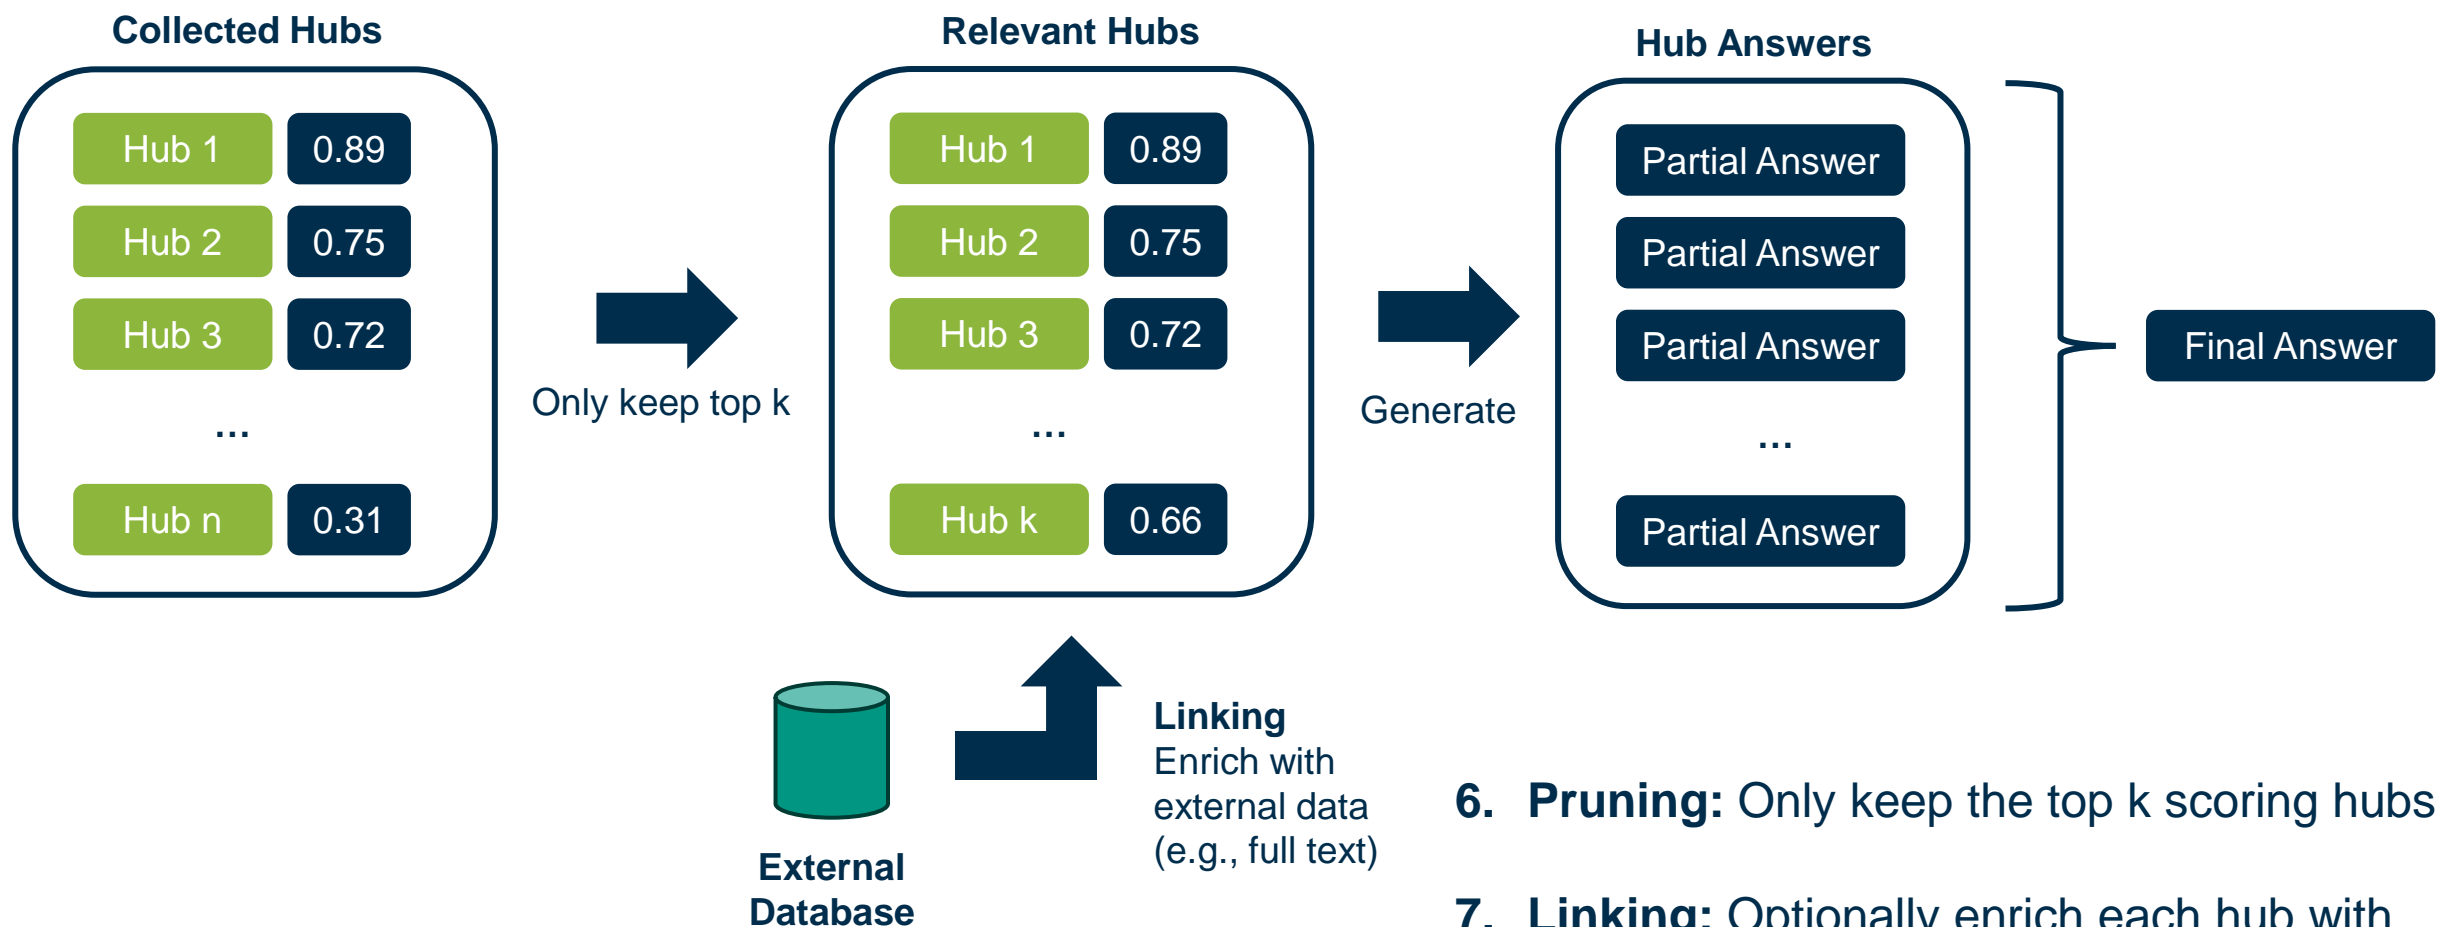 Collected Hubs
Hub 1 0.89
Hub 2 0.75
Hub 3 0.72
...
Hub n 0.31
Only keep top k
Relevant Hubs
Hub 1 0.89
Hub 2 0.75
Hub 3 0.72
...
Hub k 0.66
Generate
Hub Answers
Partial Answer
Partial Answer
Partial Answer
...
Partial Answer
Final Answer
External
Database
Linking
Enrich with
external data
(e.g., full text)
6. Pruning: Only keep the top k scoring hubs
7. Linking: Optionally enrich each hub with